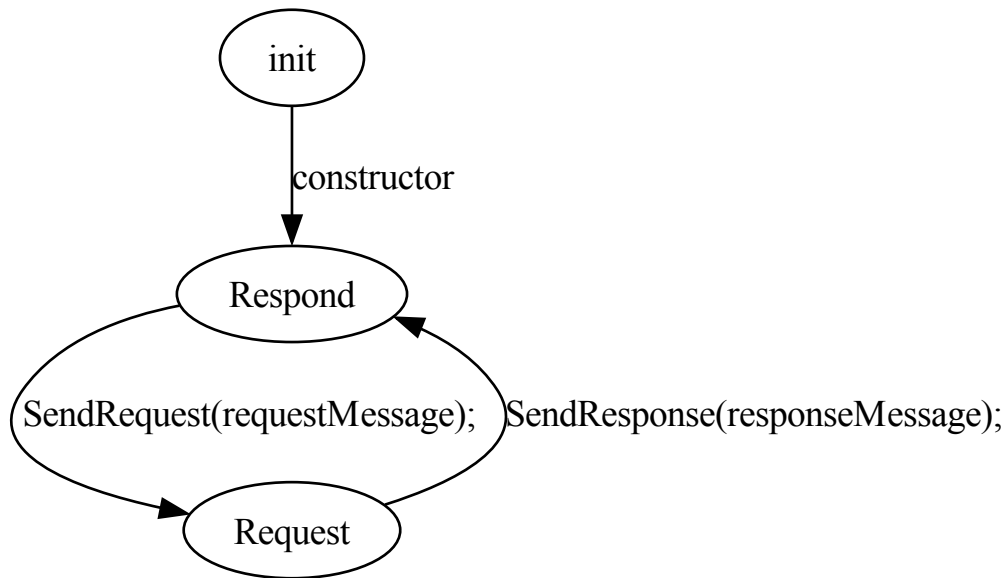 init
constructor
Respond
SendRequest(requestMessage);
SendResponse(responseMessage);
Request